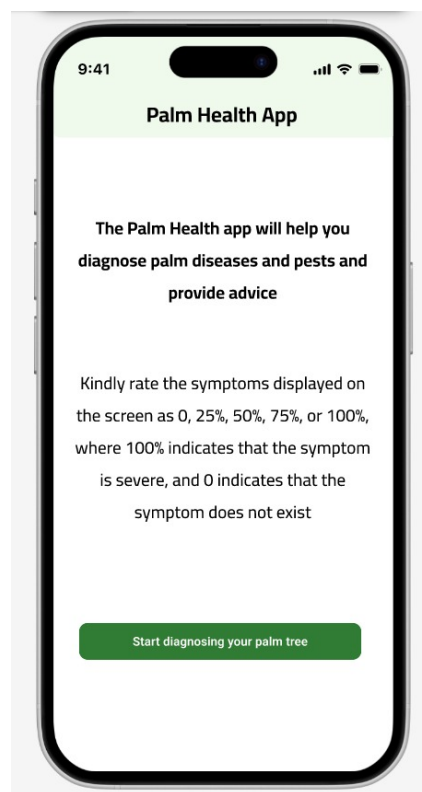 9:41
Palm Health App
The Palm Health app will help you
diagnose palm diseases and pests and
provide advice
Kindly rate the symptoms displayed on
the screen as 0, 25%, 50%, 75%, or 100%,
where 100% indicates that the symptom
is severe, and 0 indicates that the
symptom does not exist
Start diagnosing your palm tree